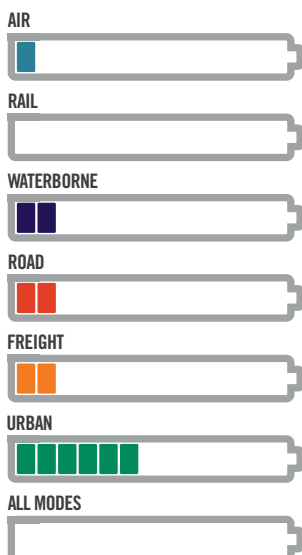 AIR
RAIL
WATERBORNE
ROAD
FREIGHT
URBAN
ALL MODES